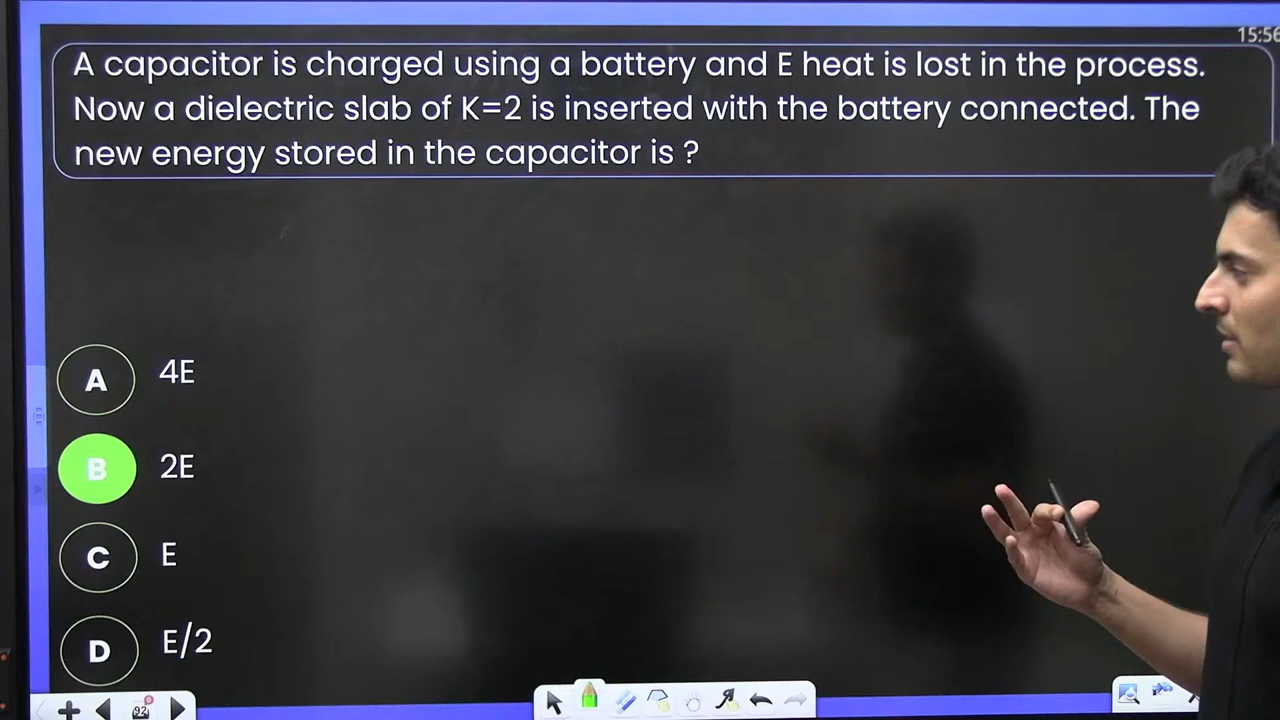 15:56
A capacitor is charged using a battery and E heat is lost in the process.
Now a dielectric slab of K=2 is inserted with the battery connected. The
new energy stored in the capacitor is ?
A 4E
B 2E
C E
D E/2
92